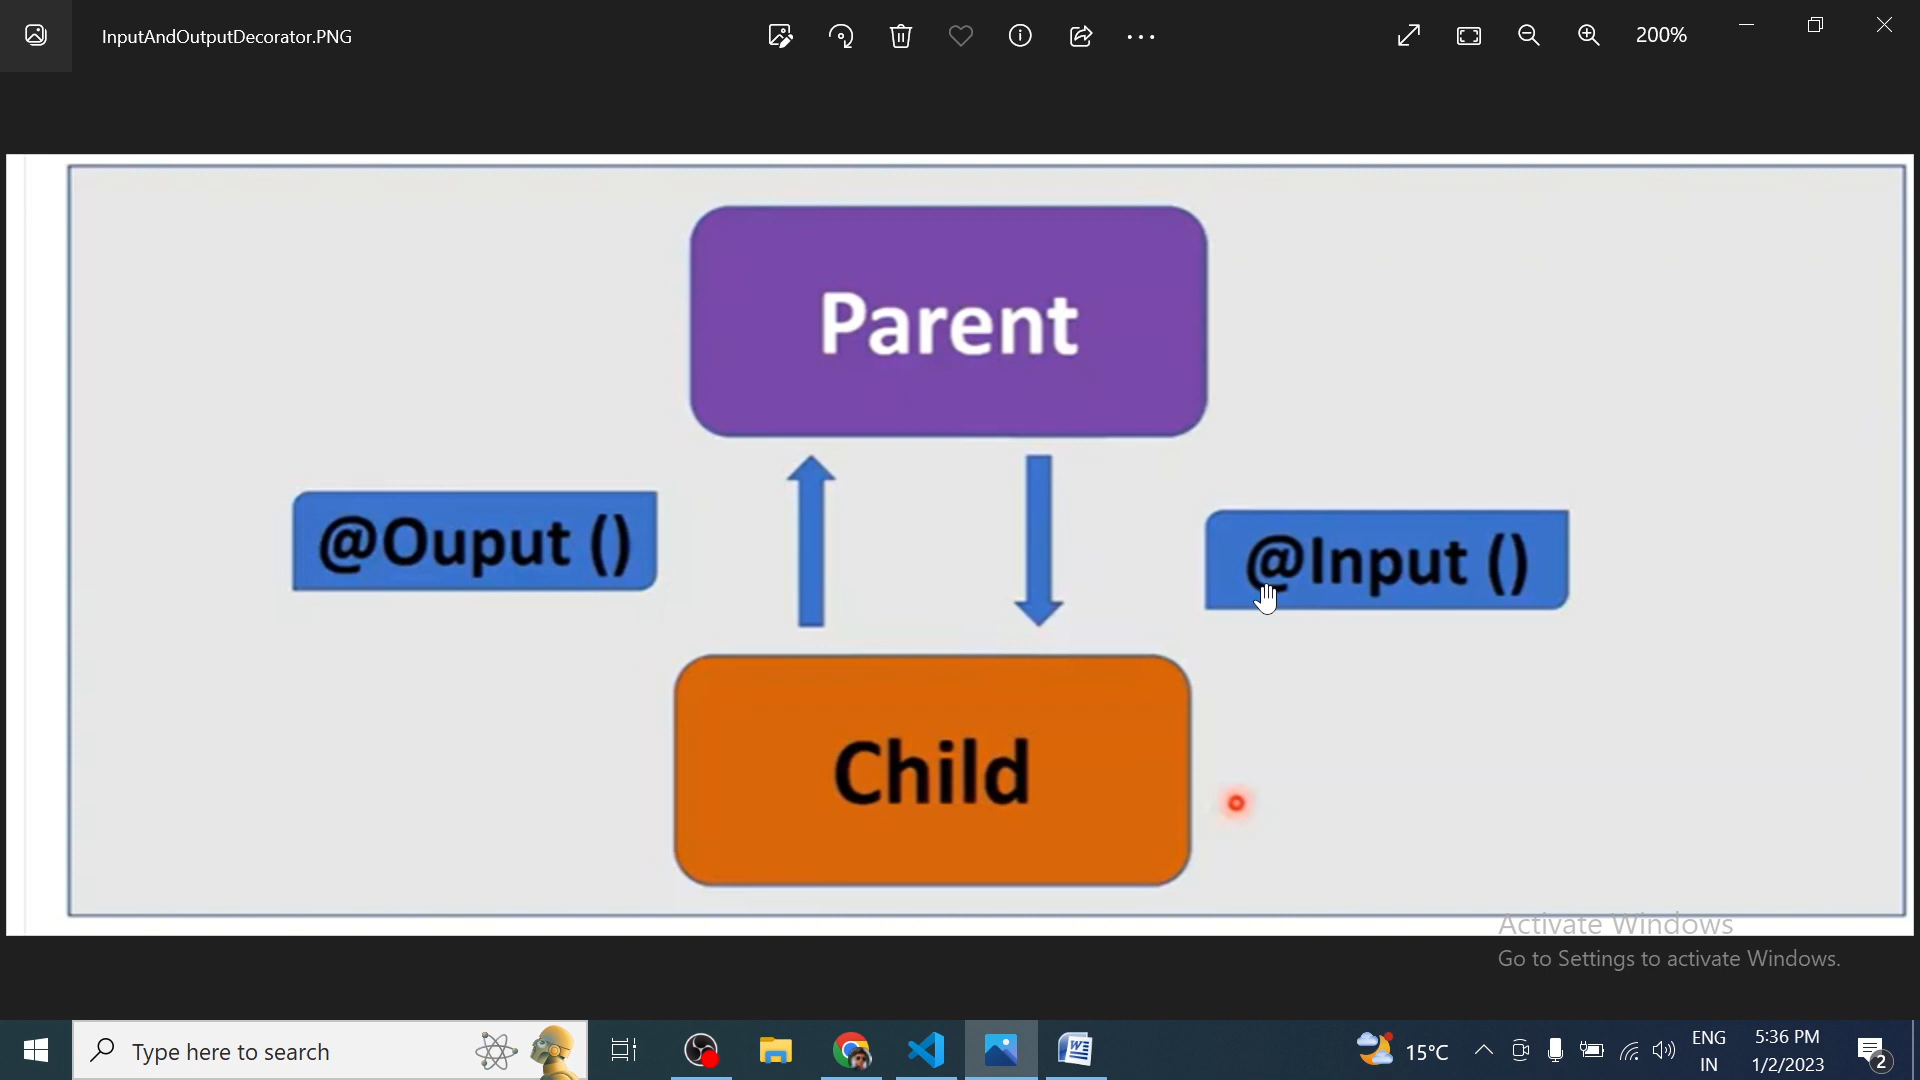 InputAndOutputDecorator.PNG
200%
Parent
@Ouput ()
@Input ()
Child
Activate Windows
Go to Settings to activate Windows.
Type here to search
15°C
ENG
IN
5:36 PM
1/2/2023
2